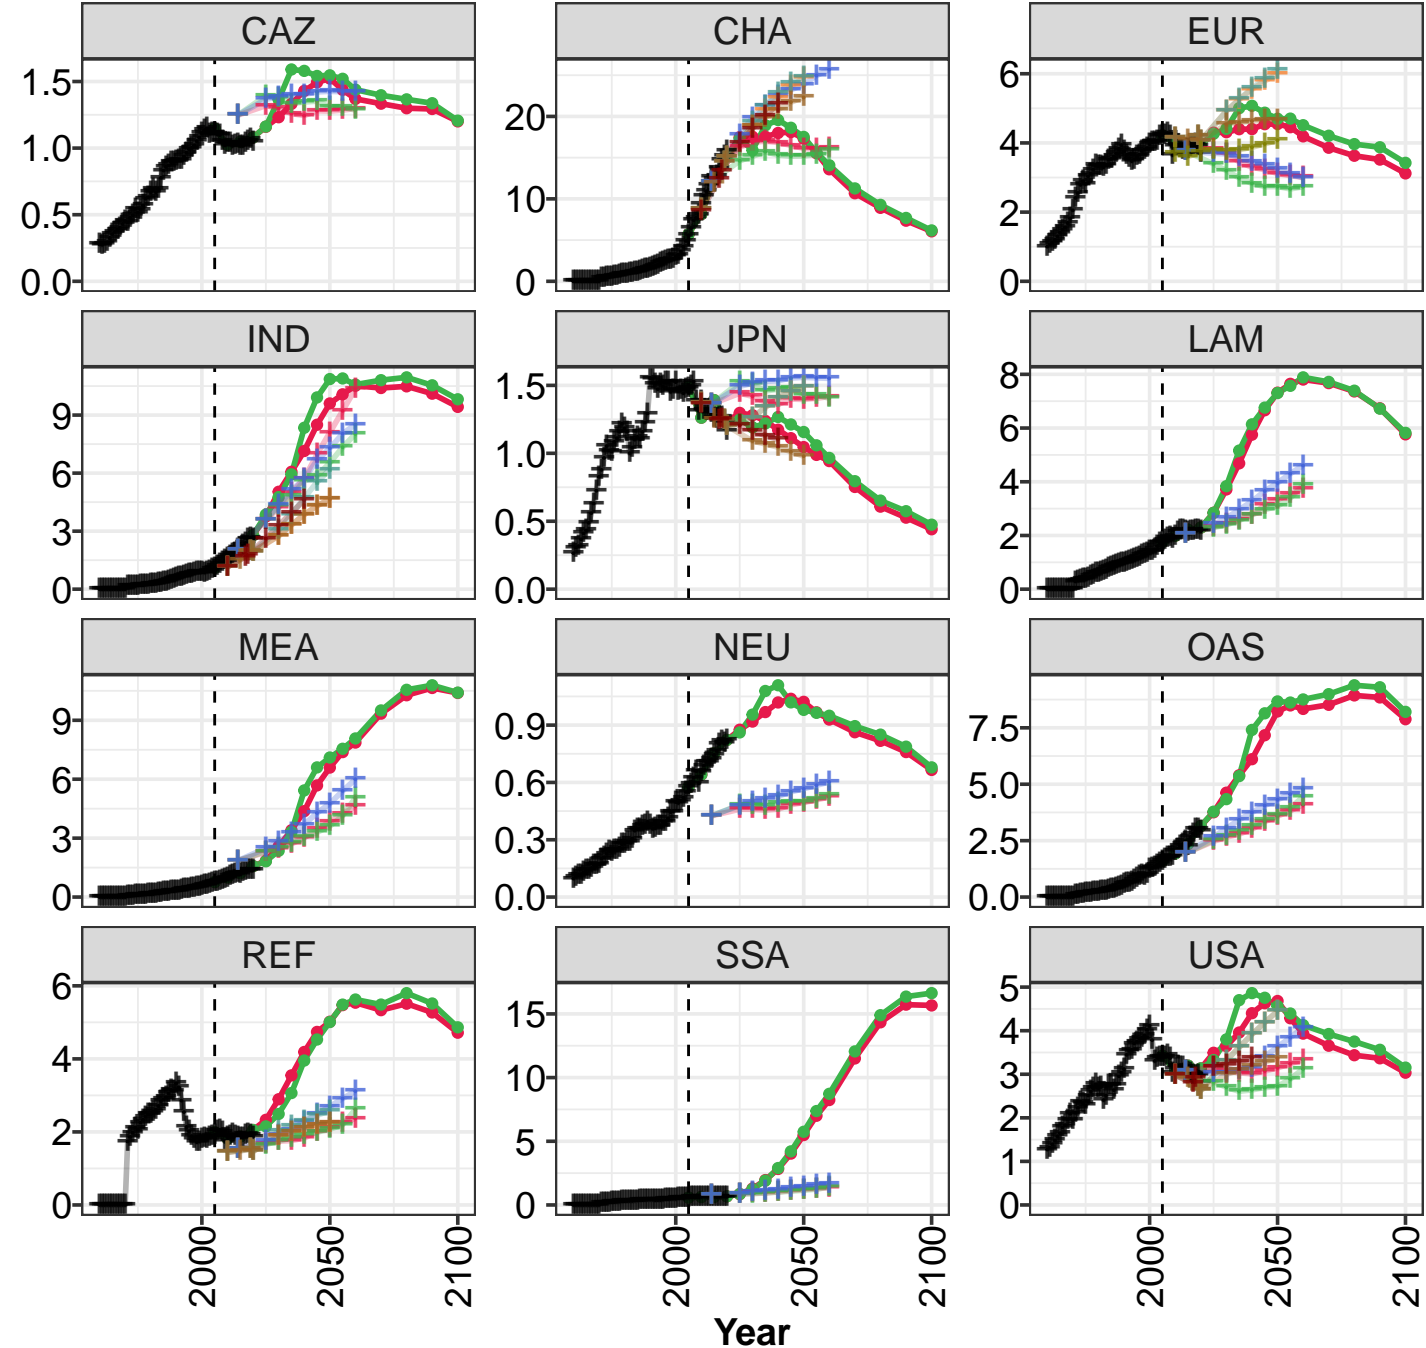 CAZ CHA EUR
1.5 20 6
1.0 4
0.5 10 2
0.0 0 0
IND JPN LAM
9 1.5 8
6 1.0 6
3 0.5 4
0 0.0 2
0
MEA NEU OAS
9 0.9 7.5
6 0.6 5.0
3 0.3 2.5
0 0.0 0.0
REF SSA USA
6 15 5
4 10 4
2 5 3
0 0 2
1
0
2000 2050 2100 2000 2050 2100 2000 2050 2100
Year